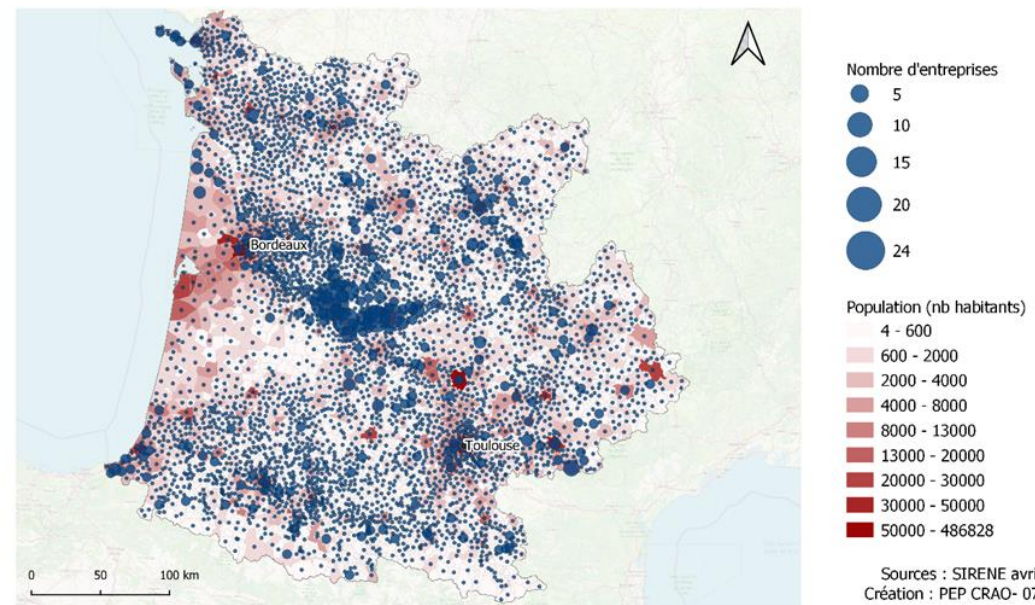 Bordeaux
Toulouse
0 50 100 km
Nombre d'entreprises
5
10
15
20
24
Population (nb habitants)
4 - 600
600 - 2000
2000 - 4000
4000 - 8000
8000 - 13000
13000 - 20000
20000 - 30000
30000 - 50000
50000 - 486828
Sources : SIRENE avri
Création : PEP CRAO- 07